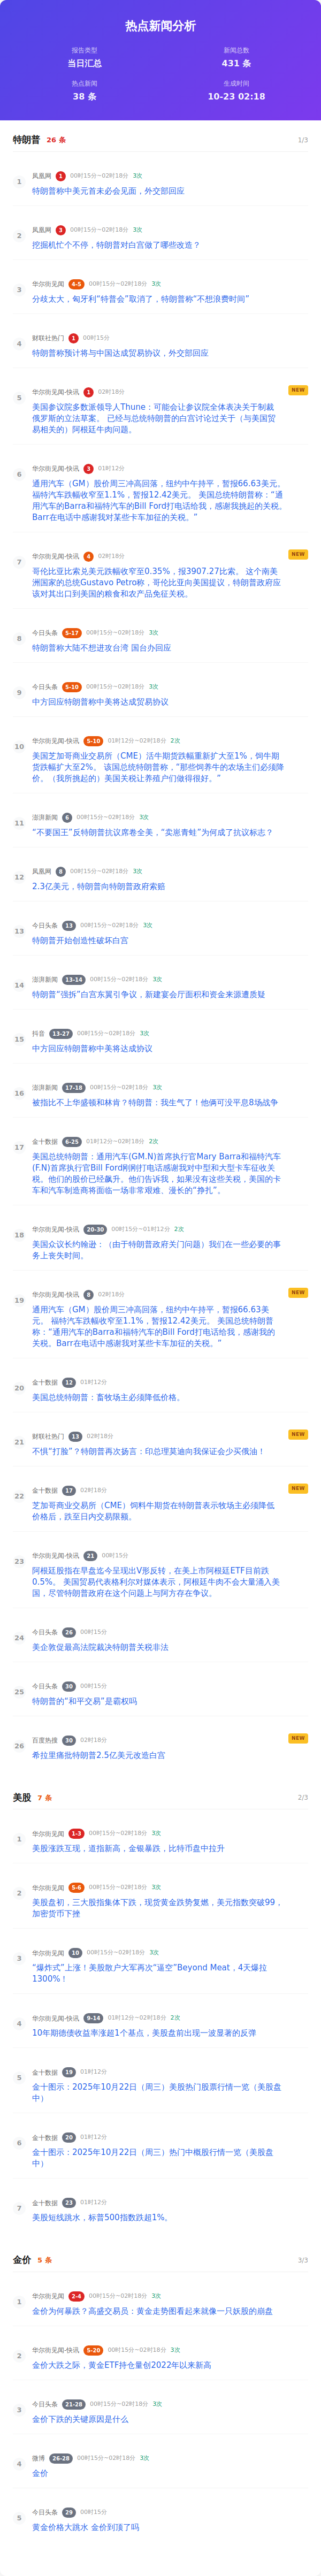 热点新闻分析
报告类型
当日汇总
新闻总数
431 条
热点新闻
38 条
生成时间
10-23 02:18
特朗普 26 条 1/3
1
凤凰网 1 00时15分~02时18分 3次
特朗普称中美元首未必会见面，外交部回应
2
凤凰网 3 00时15分~02时18分 3次
挖掘机忙个不停，特朗普对白宫做了哪些改造？
3
华尔街见闻 4-5 00时15分~02时18分 3次
分歧太大，匈牙利“特普会”取消了，特朗普称“不想浪费时间”
4
财联社热门 1 00时15分
特朗普称预计将与中国达成贸易协议，外交部回应
5
华尔街见闻-快讯 1 02时18分 NEW
美国参议院多数派领导人Thune：可能会让参议院全体表决关于制裁
俄罗斯的立法草案。 已经与总统特朗普的白宫讨论过关于（与美国贸
易相关的）阿根廷牛肉问题。
6
华尔街见闻-快讯 3 01时12分
通用汽车（GM）股价周三冲高回落，纽约中午持平，暂报66.63美元。
福特汽车跌幅收窄至1.1%，暂报12.42美元。 美国总统特朗普称：“通
用汽车的Barra和福特汽车的Bill Ford打电话给我，感谢我挑起的关税。
Barr在电话中感谢我对某些卡车加征的关税。”
7
华尔街见闻-快讯 4 02时18分 NEW
哥伦比亚比索兑美元跌幅收窄至0.35%，报3907.27比索。 这个南美
洲国家的总统Gustavo Petro称，哥伦比亚向美国提议，特朗普政府应
该对其出口到美国的粮食和农产品免征关税。
8
今日头条 5-17 00时15分~02时18分 3次
特朗普称大陆不想进攻台湾 国台办回应
9
今日头条 5-10 00时15分~02时18分 3次
中方回应特朗普称中美将达成贸易协议
10
华尔街见闻-快讯 5-10 01时12分~02时18分 2次
美国芝加哥商业交易所（CME）活牛期货跌幅重新扩大至1%，饲牛期
货跌幅扩大至2%。 该国总统特朗普称，“那些饲养牛的农场主们必须降
价。（我所挑起的）美国关税让养殖户们做得很好。”
11
澎湃新闻 6 00时15分~02时18分 3次
“不要国王”反特朗普抗议席卷全美，“卖崽青蛙”为何成了抗议标志？
12
凤凰网 8 00时15分~02时18分 3次
2.3亿美元，特朗普向特朗普政府索赔
13
今日头条 13 00时15分~02时18分 3次
特朗普开始创造性破坏白宫
14
澎湃新闻 13-14 00时15分~02时18分 3次
特朗普“强拆”白宫东翼引争议，新建宴会厅面积和资金来源遭质疑
15
抖音 13-27 00时15分~02时18分 3次
中方回应特朗普称中美将达成协议
16
澎湃新闻 17-18 00时15分~02时18分 3次
被指比不上华盛顿和林肯？特朗普：我生气了！他俩可没平息8场战争
17
金十数据 6-25 01时12分~02时18分 2次
美国总统特朗普：通用汽车(GM.N)首席执行官Mary Barra和福特汽车
(F.N)首席执行官Bill Ford刚刚打电话感谢我对中型和大型卡车征收关
税。他们的股价已经飙升。他们告诉我，如果没有这些关税，美国的卡
车和汽车制造商将面临一场非常艰难、漫长的“挣扎”。
18
华尔街见闻-快讯 20-30 00时15分~01时12分 2次
美国众议长约翰逊：（由于特朗普政府关门问题）我们在一些必要的事
务上丧失时间。
19
华尔街见闻-快讯 8 02时18分 NEW
通用汽车（GM）股价周三冲高回落，纽约中午持平，暂报66.63美
元。 福特汽车跌幅收窄至1.1%，暂报12.42美元。 美国总统特朗普
称：“通用汽车的Barra和福特汽车的Bill Ford打电话给我，感谢我的
关税。Barr在电话中感谢我对某些卡车加征的关税。”
20
金十数据 12 01时12分
美国总统特朗普：畜牧场主必须降低价格。
21
财联社热门 13 02时18分 NEW
不惧“打脸”？特朗普再次扬言：印总理莫迪向我保证会少买俄油！
22
金十数据 17 02时18分 NEW
芝加哥商业交易所（CME）饲料牛期货在特朗普表示牧场主必须降低
价格后，跌至日内交易限额。
23
华尔街见闻-快讯 21 00时15分
阿根廷股指在早盘迄今呈现出V形反转，在美上市阿根廷ETF目前跌
0.5%。 美国贸易代表格利尔对媒体表示，阿根廷牛肉不会大量涌入美
国，尽管特朗普政府在这个问题上与阿方存在争议。
24
今日头条 26 00时15分
美企敦促最高法院裁决特朗普关税非法
25
今日头条 30 00时15分
特朗普的“和平交易”是霸权吗
26
百度热搜 30 02时18分 NEW
希拉里痛批特朗普2.5亿美元改造白宫
美股 7 条 2/3
1
华尔街见闻 1-3 00时15分~02时18分 3次
美股涨跌互现，道指新高，金银暴跌，比特币盘中拉升
2
华尔街见闻 5-6 00时15分~02时18分 3次
美股盘初，三大股指集体下跌，现货黄金跌势复燃，美元指数突破99，
加密货币下挫
3
华尔街见闻 10 00时15分~02时18分 3次
“爆炸式”上涨！美股散户大军再次“逼空”Beyond Meat，4天爆拉
1300%！
4
华尔街见闻-快讯 9-14 01时12分~02时18分 2次
10年期德债收益率涨超1个基点，美股盘前出现一波显著的反弹
5
金十数据 19 01时12分
金十图示：2025年10月22日（周三）美股热门股票行情一览（美股盘
中）
6
金十数据 20 01时12分
金十图示：2025年10月22日（周三）热门中概股行情一览（美股盘
中）
7
金十数据 23 01时12分
美股短线跳水，标普500指数跌超1%。
金价 5 条 3/3
1
华尔街见闻 2-4 00时15分~02时18分 3次
金价为何暴跌？高盛交易员：黄金走势图看起来就像一只妖股的崩盘
2
华尔街见闻-快讯 5-20 00时15分~02时18分 3次
金价大跌之际，黄金ETF持仓量创2022年以来新高
3
今日头条 21-28 00时15分~02时18分 3次
金价下跌的关键原因是什么
4
微博 26-28 00时15分~02时18分 3次
金价
5
今日头条 29 00时15分
黄金价格大跳水 金价到顶了吗